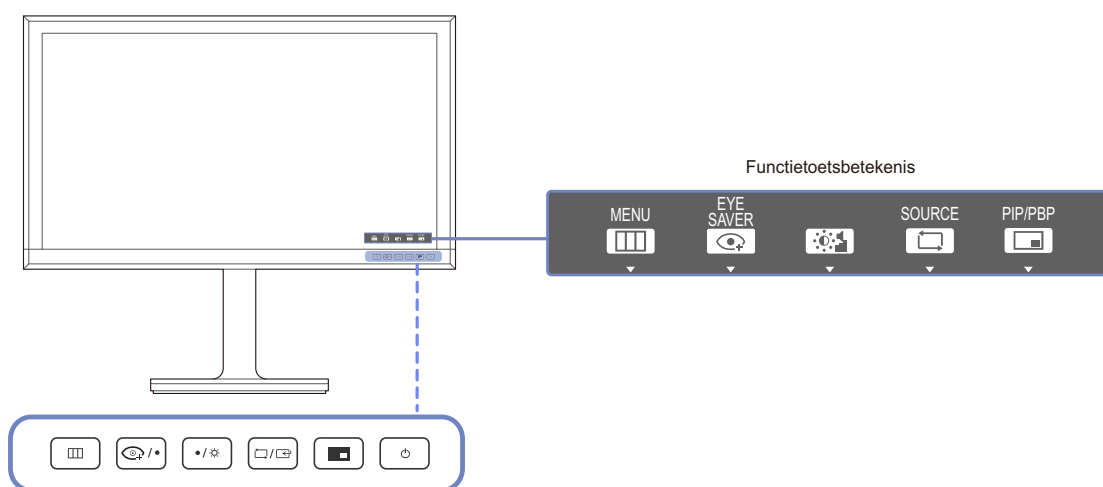 Functietoetsbetekenis
MENU
EYE
SAVER
SOURCE
PIP/PBP